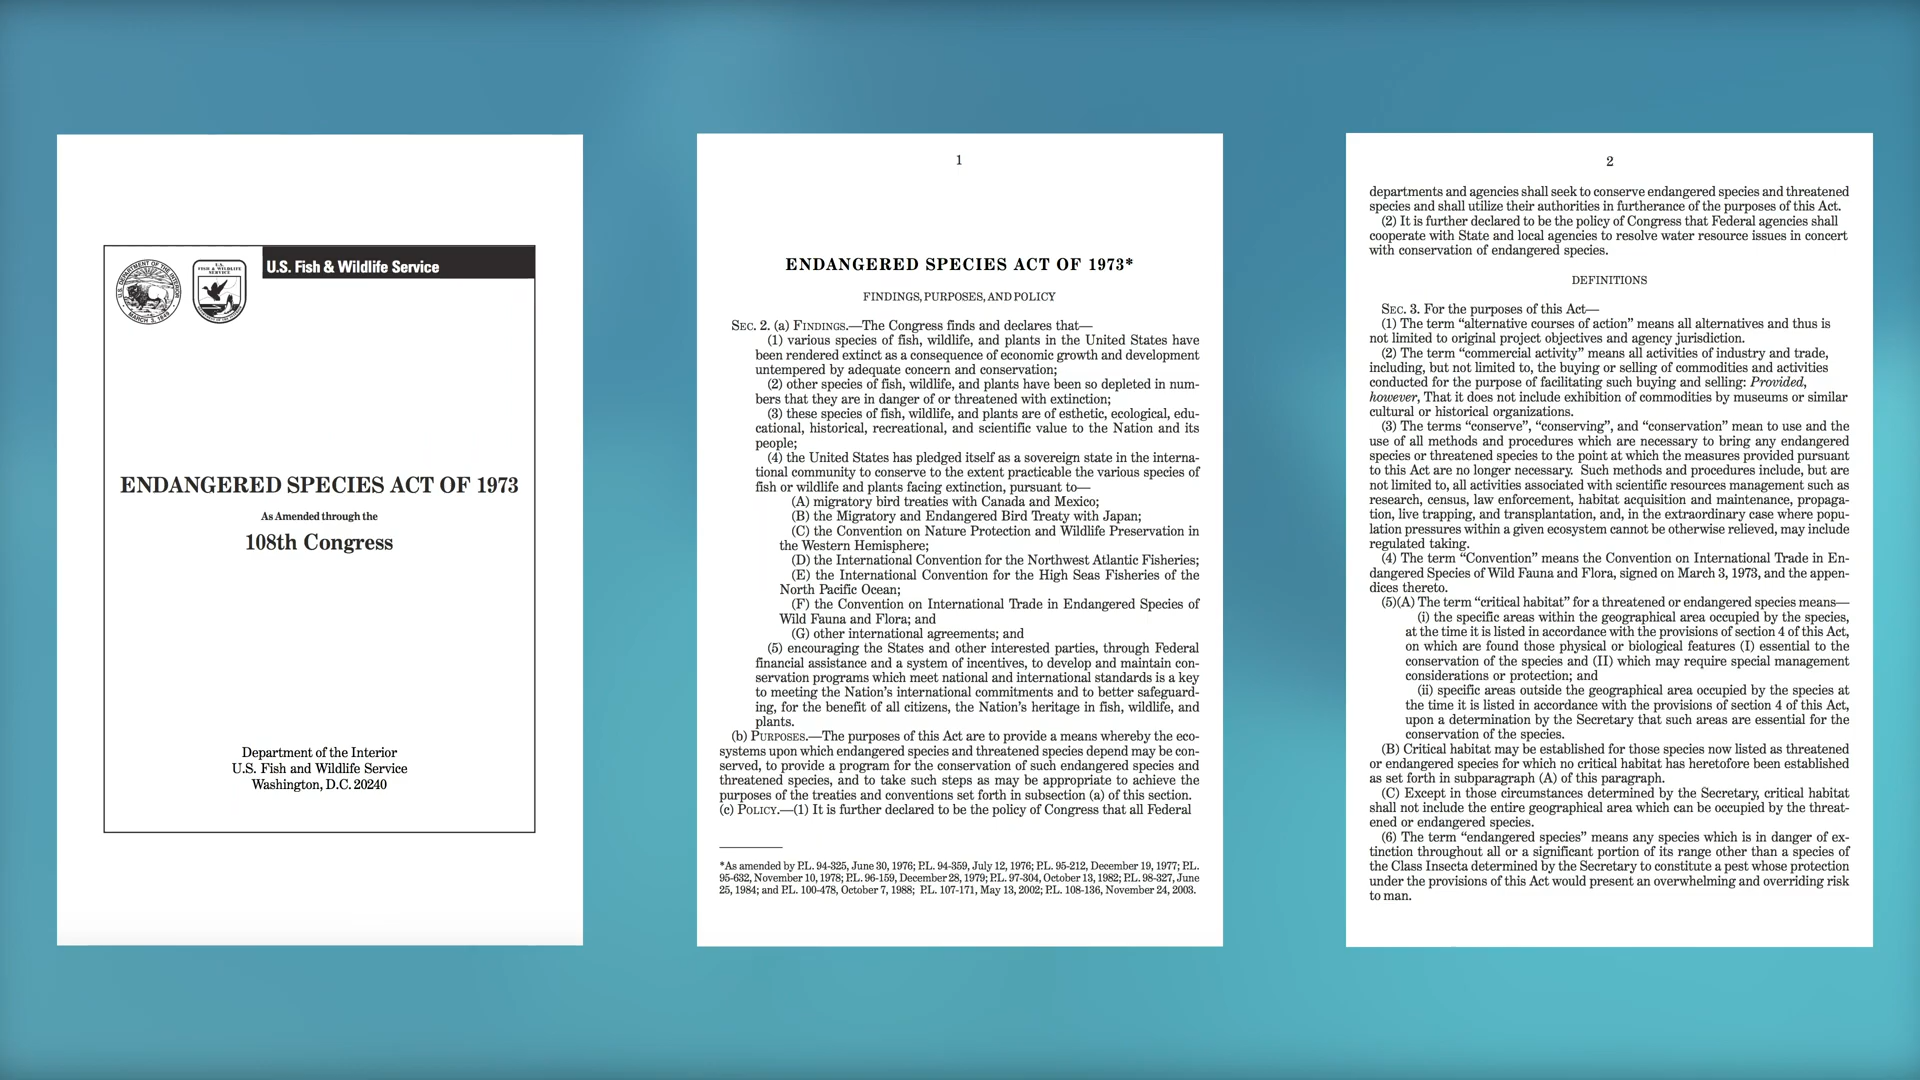 U.S. DEPARTMENT OF THE INTERIOR
MARCH 3, 1849
U.S.
FISH & WILDLIFE
SERVICE
U.S. Fish & Wildlife Service
ENDANGERED SPECIES ACT OF 1973
As Amended through the
108th Congress
Department of the Interior
U.S. Fish and Wildlife Service
Washington, D.C. 20240
1
ENDANGERED SPECIES ACT OF 1973*
FINDINGS, PURPOSES, AND POLICY
SEC. 2. (a) FINDINGS.—The Congress finds and declares that—
(1) various species of fish, wildlife, and plants in the United States have
been rendered extinct as a consequence of economic growth and development
untempered by adequate concern and conservation;
(2) other species of fish, wildlife, and plants have been so depleted in num-
bers that they are in danger of or threatened with extinction;
(3) these species of fish, wildlife, and plants are of esthetic, ecological, edu-
cational, historical, recreational, and scientific value to the Nation and its
people;
(4) the United States has pledged itself as a sovereign state in the interna-
tional community to conserve to the extent practicable the various species of
fish or wildlife and plants facing extinction, pursuant to—
(A) migratory bird treaties with Canada and Mexico;
(B) the Migratory and Endangered Bird Treaty with Japan;
(C) the Convention on Nature Protection and Wildlife Preservation in
the Western Hemisphere;
(D) the International Convention for the Northwest Atlantic Fisheries;
(E) the International Convention for the High Seas Fisheries of the
North Pacific Ocean;
(F) the Convention on International Trade in Endangered Species of
Wild Fauna and Flora; and
(G) other international agreements; and
(5) encouraging the States and other interested parties, through Federal
financial assistance and a system of incentives, to develop and maintain con-
servation programs which meet national and international standards is a key
to meeting the Nation's international commitments and to better safeguard-
ing, for the benefit of all citizens, the Nation's heritage in fish, wildlife, and
plants.
(b) PURPOSES.—The purposes of this Act are to provide a means whereby the eco-
systems upon which endangered species and threatened species depend may be con-
served, to provide a program for the conservation of such endangered species and
threatened species, and to take such steps as may be appropriate to achieve the
purposes of the treaties and conventions set forth in subsection (a) of this section.
(c) POLICY.—(1) It is further declared to be the policy of Congress that all Federal
*As amended by P.L. 94-325, June 30, 1976; P.L. 94-359, July 12, 1976; P.L. 95-212, December 19, 1977; P.L.
95-632, November 10, 1978; P.L. 96-159, December 28, 1979; P.L. 97-304, October 13, 1982; P.L. 98-327, June
25, 1984; and P.L. 100-478, October 7, 1988; P.L. 107-171, May 13, 2002; P.L. 108-136, November 24, 2003.
2
departments and agencies shall seek to conserve endangered species and threatened
species and shall utilize their authorities in furtherance of the purposes of this Act.
(2) It is further declared to be the policy of Congress that Federal agencies shall
cooperate with State and local agencies to resolve water resource issues in concert
with conservation of endangered species.
DEFINITIONS
SEC. 3. For the purposes of this Act—
(1) The term “alternative courses of action” means all alternatives and thus is
not limited to original project objectives and agency jurisdiction.
(2) The term “commercial activity” means all activities of industry and trade,
including, but not limited to, the buying or selling of commodities and activities
conducted for the purpose of facilitating such buying and selling: Provided,
however, That it does not include exhibition of commodities by museums or similar
cultural or historical organizations.
(3) The terms “conserve”, “conserving”, and “conservation” mean to use and the
use of all methods and procedures which are necessary to bring any endangered
species or threatened species to the point at which the measures provided pursuant
to this Act are no longer necessary. Such methods and procedures include, but are
not limited to, all activities associated with scientific resources management such as
research, census, law enforcement, habitat acquisition and maintenance, propaga-
tion, live trapping, and transplantation, and, in the extraordinary case where popu-
lation pressures within a given ecosystem cannot be otherwise relieved, may include
regulated taking.
(4) The term “Convention” means the Convention on International Trade in En-
dangered Species of Wild Fauna and Flora, signed on March 3, 1973, and the appen-
dices thereto.
(5)(A) The term “critical habitat” for a threatened or endangered species means—
(i) the specific areas within the geographical area occupied by the species,
at the time it is listed in accordance with the provisions of section 4 of this Act,
on which are found those physical or biological features (I) essential to the
conservation of the species and (II) which may require special management
considerations or protection; and
(ii) specific areas outside the geographical area occupied by the species at
the time it is listed in accordance with the provisions of section 4 of this Act,
upon a determination by the Secretary that such areas are essential for the
conservation of the species.
(B) Critical habitat may be established for those species now listed as threatened
or endangered species for which no critical habitat has heretofore been established
as set forth in subparagraph (A) of this paragraph.
(C) Except in those circumstances determined by the Secretary, critical habitat
shall not include the entire geographical area which can be occupied by the threat-
ened or endangered species.
(6) The term “endangered species” means any species which is in danger of ex-
tinction throughout all or a significant portion of its range other than a species of
the Class Insecta determined by the Secretary to constitute a pest whose protection
under the provisions of this Act would present an overwhelming and overriding risk
to man.